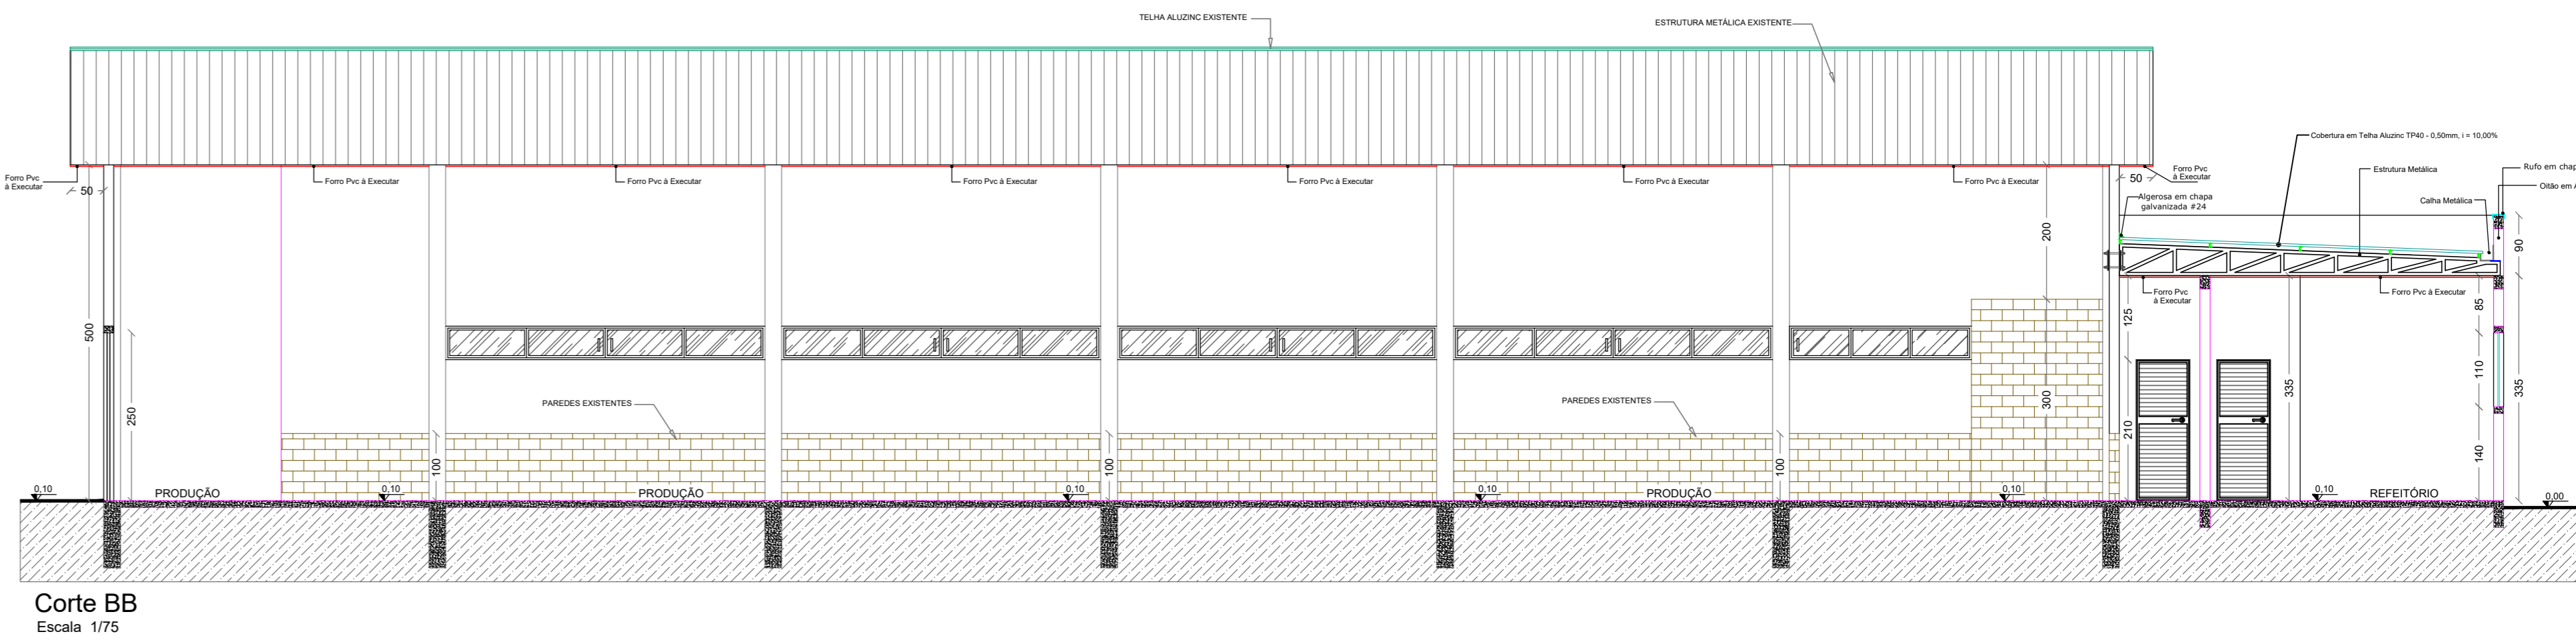 TELHA ALUZINC EXISTENTE
ESTRUTURA METÁLICA EXISTENTE
Cobertura em Telha Aluzinc TP40 - 0,50mm, i = 10,00%
Forro Pvc
à Executar
50
Forro Pvc à Executar
Forro Pvc à Executar
Forro Pvc à Executar
Forro Pvc à Executar
Forro Pvc à Executar
Forro Pvc à Executar
50
Forro Pvc
à Executar
Estrutura Metálica
Rufo em chap
Oitão em A
Algerosa em chapa
galvanizada #24
Calha Metálica
200
90
Forro Pvc
à Executar
Forro Pvc à Executar
500
250
125
85
110
335
335
PAREDES EXISTENTES
PAREDES EXISTENTES
300
210
140
100
100
100
0,10
PRODUÇÃO
0,10
PRODUÇÃO
0,10
0,10
PRODUÇÃO
0,10
0,10
REFEITÓRIO
0,00
Corte BB
Escala 1/75